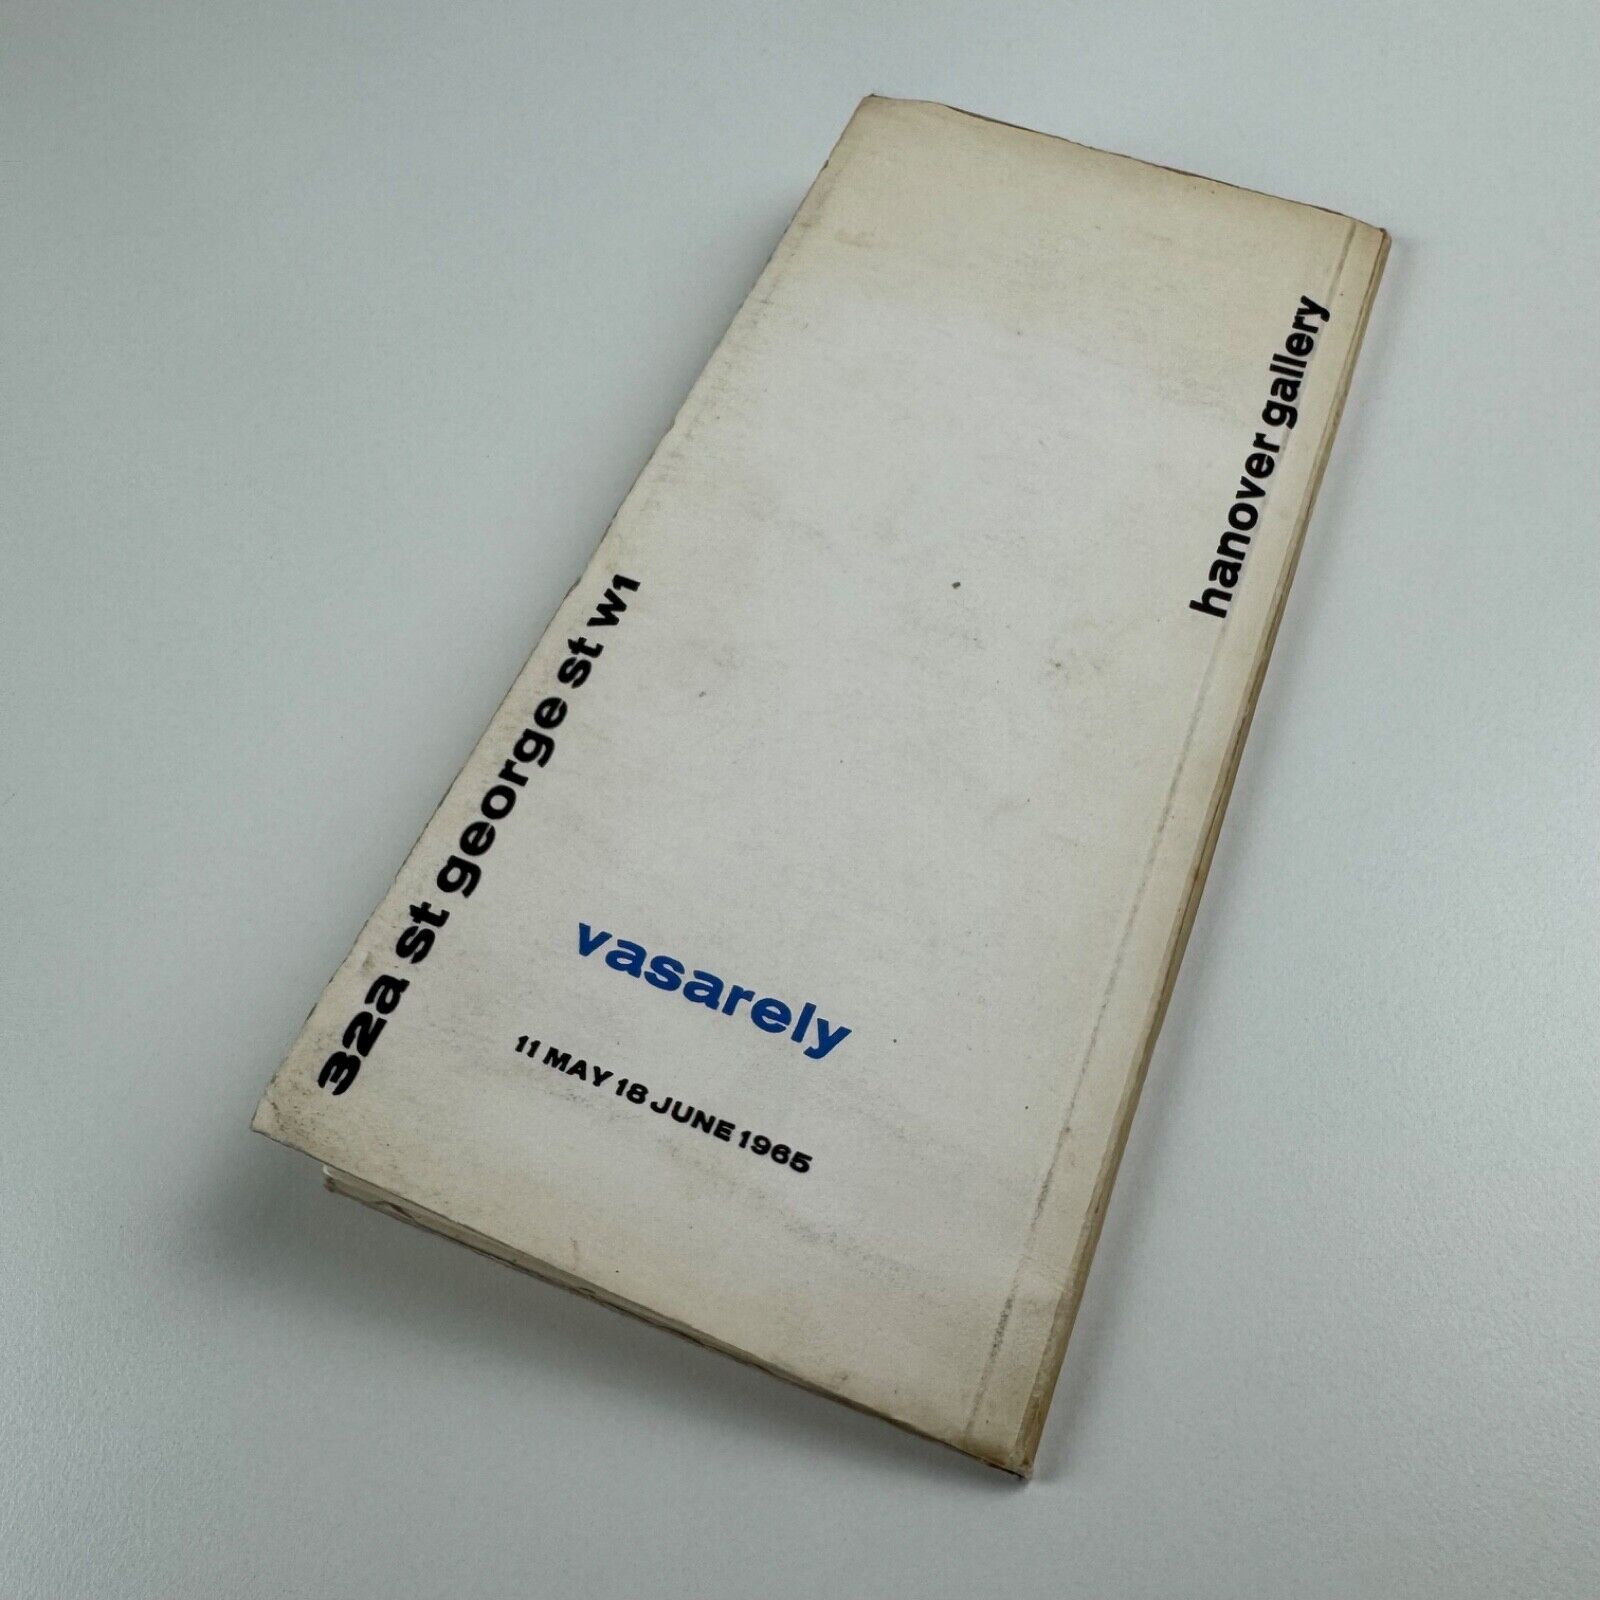 hanover gallery
32a st george st w1
vasarely
11 MAY 18 JUNE 1965